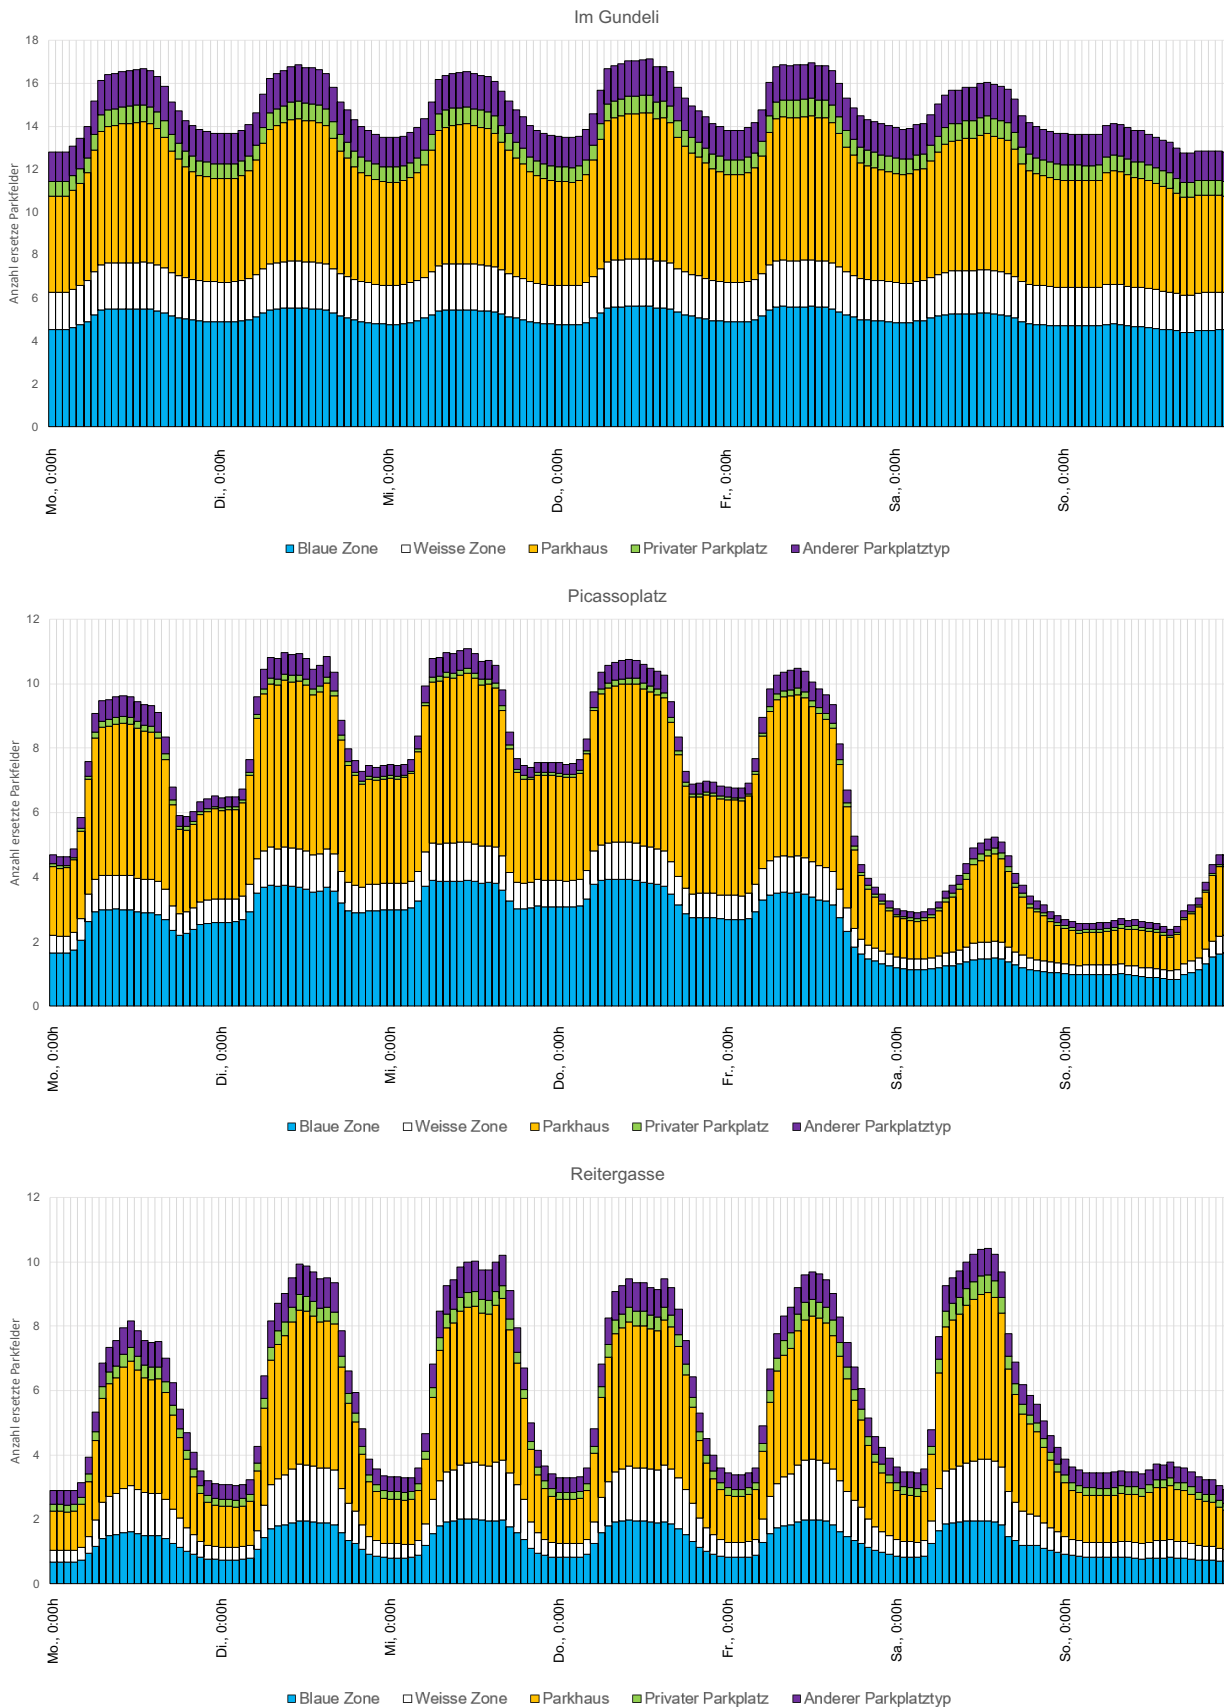 Im Gundeli
Anzahl ersetze Parkfelder
18
16
14
12
10
8
6
4
2
0
Mo., 0:00h
Di., 0:00h
Mi, 0:00h
Do., 0:00h
Fr., 0:00h
Sa., 0:00h
So., 0:00h
Blaue Zone Weisse Zone Parkhaus Privater Parkplatz Anderer Parkplatztyp
Picassoplatz
Anzahl ersetzte Parkfelder
12
10
8
6
4
2
0
Mo., 0:00h
Di., 0:00h
Mi, 0:00h
Do., 0:00h
Fr., 0:00h
Sa., 0:00h
So., 0:00h
Blaue Zone Weisse Zone Parkhaus Privater Parkplatz Anderer Parkplatztyp
Reitergasse
Anzahl ersetzte Parkfelder
12
10
8
6
4
2
0
Mo., 0:00h
Di., 0:00h
Mi, 0:00h
Do., 0:00h
Fr., 0:00h
Sa., 0:00h
So., 0:00h
Blaue Zone Weisse Zone Parkhaus Privater Parkplatz Anderer Parkplatztyp